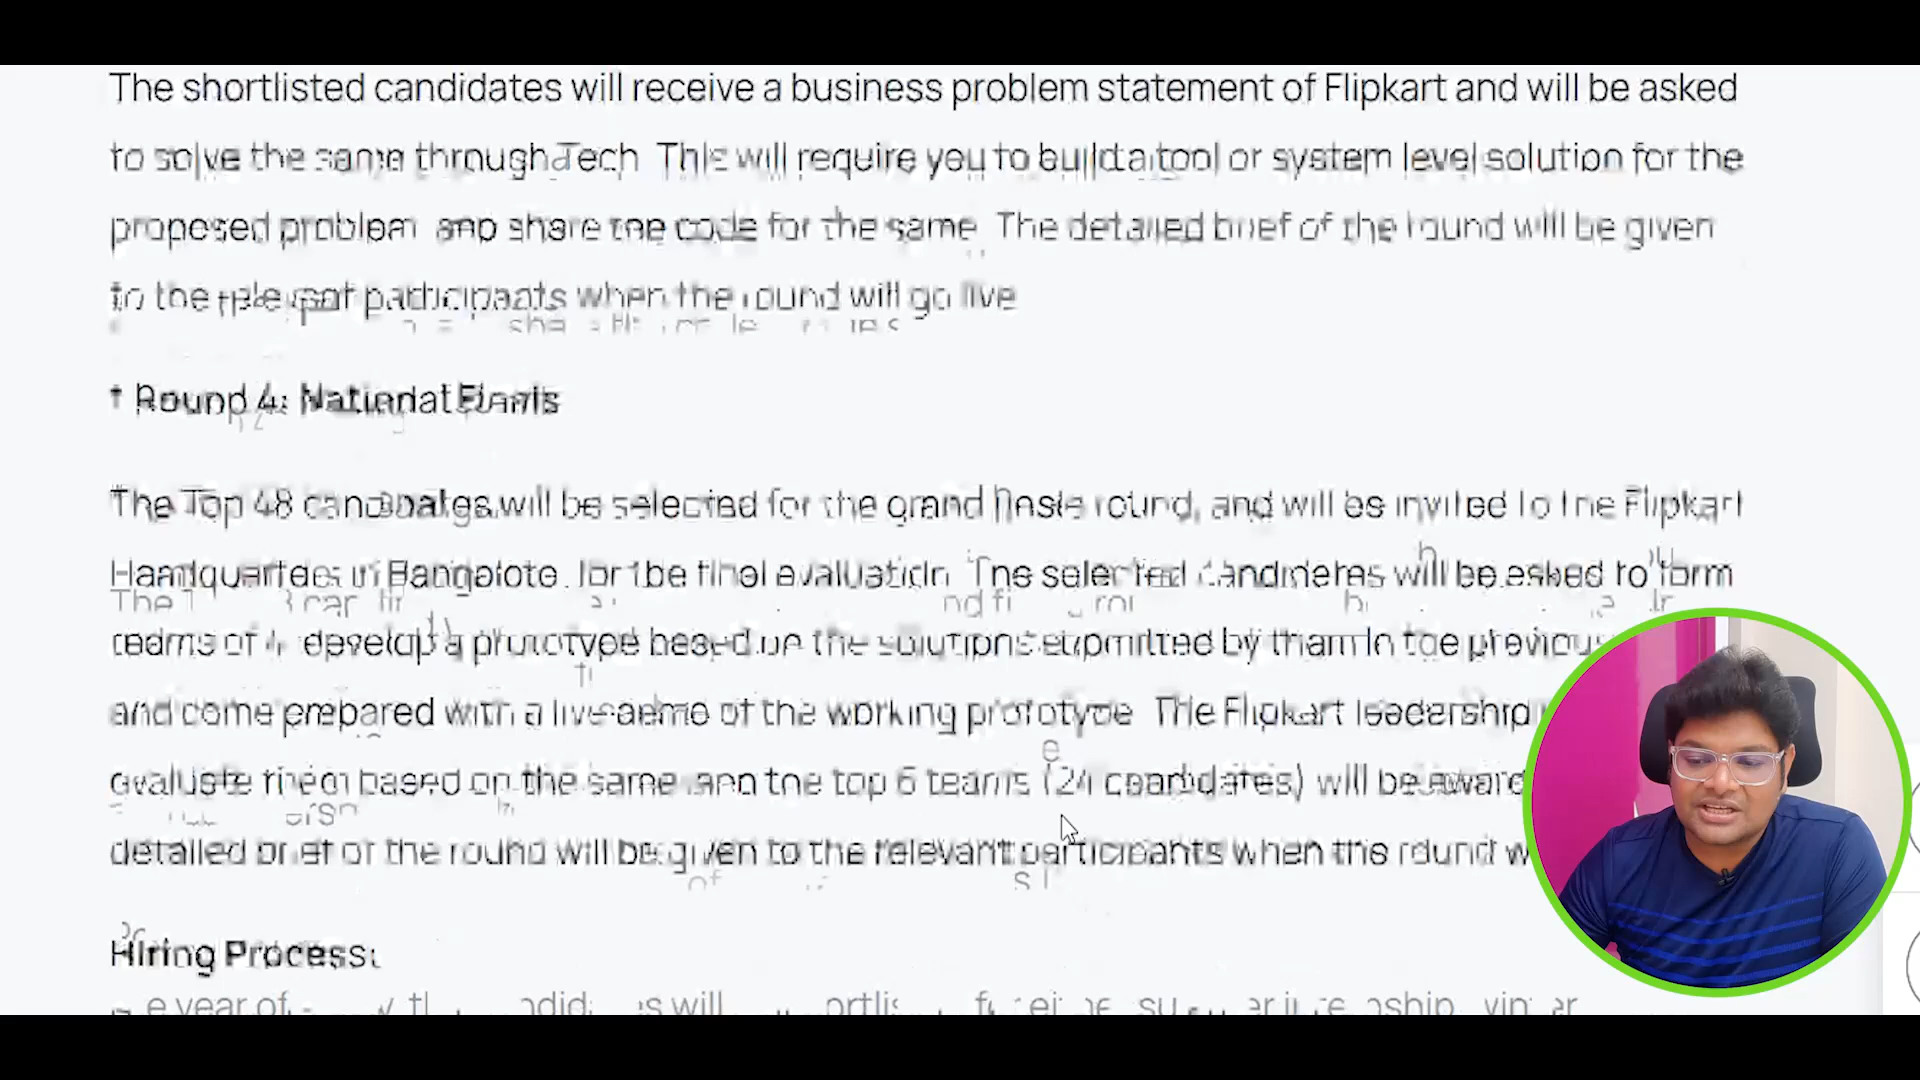 The shortlisted candidates will receive a business problem statement of Flipkart and will be asked
to solve the same through Tech This will require you to build a tool or system level solution for the
proposed problem and share the code for the same. The detailed brief of the round will be given
to the relevant participants when the round will go live
* Round 4: National Finals
The Top 48 candidates will be selected for the grand finale round, and will be invited to the Flipkart
Headquarters in Bangalore, for the final evaluation. The selected candidates will be asked to form
teams of 4, develop a prototype based on the solutions submitted by them in the previous
and come prepared with a live demo of the working prototype. The Flipkart leadership
evaluate them based on the same and the top 6 teams (24 candidates) will be
detailed brief of the round will be given to the relevant participants when the round
Hiring Process:
year of will